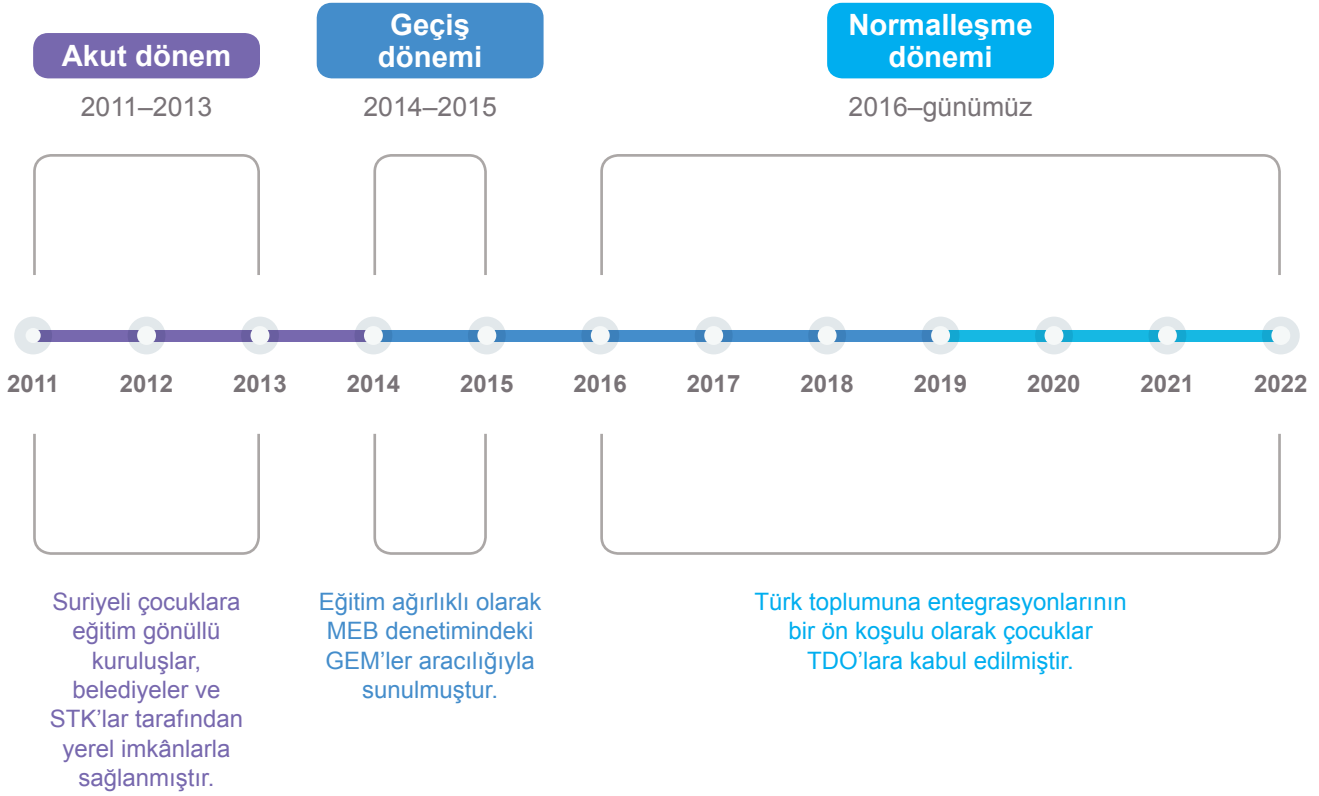 Akut dönem
2011–2013
Geçiş
dönemi
2014–2015
Normalleşme
dönemi
2016–günümüz
2011 2012 2013 2014 2015 2016 2017 2018 2019 2020 2021 2022
Suriyeli çocuklara
eğitim gönüllü
kuruluşlar,
belediyeler ve
STK’lar tarafından
yerel imkânlarla
sağlanmıştır.
Eğitim ağırlıklı olarak
MEB denetimindeki
GEM’ler aracılığıyla
sunulmuştur.
Türk toplumuna entegrasyonlarının
bir ön koşulu olarak çocuklar
TDO’lara kabul edilmiştir.